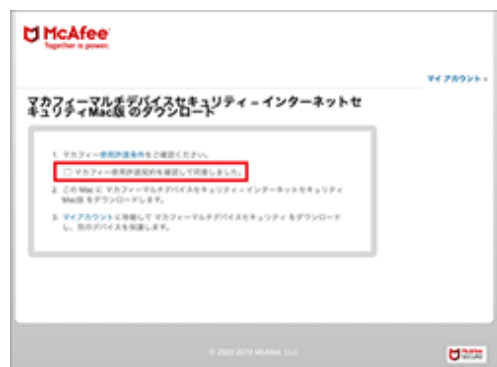 McAfee
Together is power.
マイ アカウント
マカフィーマルチデバイスセキュリティ – インターネットセ
キュリティMac版 のダウンロード
1. マカフィー使用許諾条件をご確認ください。
マカフィー使用許諾契約を確認して同意しました。
2. この Mac に マカフィーマルチデバイスセキュリティ – インターネットセキュリティ
Mac版 をダウンロードします。
3. マイアカウントに移動して マカフィーマルチデバイスセキュリティ をダウンロード
し、別のデバイスを保護します。
© 2003-2018 McAfee, LLC
McAfee
SECURE